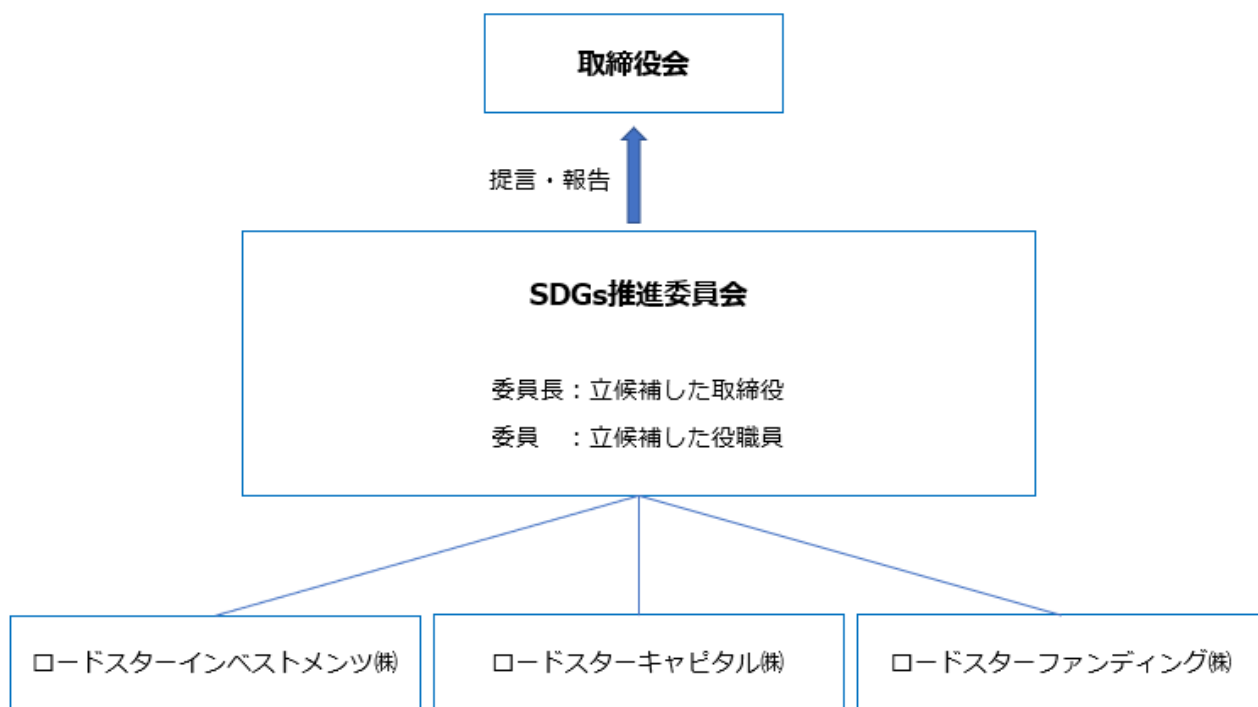 取締役会
提言・報告
SDGs推進委員会
委員長：立候補した取締役
委員　：立候補した役職員
ロードスターインベストメンツ㈱
ロードスターキャピタル㈱
ロードスターファンディング㈱